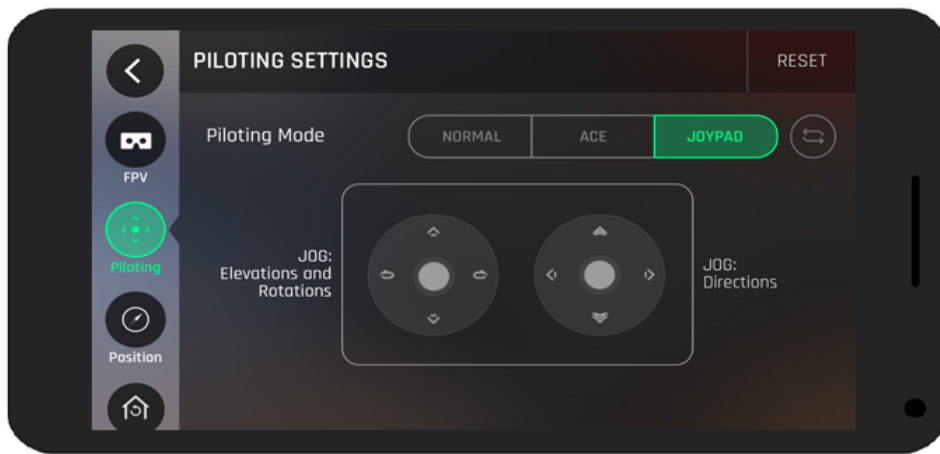 PILOTING SETTINGS
RESET
Piloting Mode
NORMAL
ACE
JOYPAD
FPV
Piloting
Position
JOG:
Elevations and
Rotations
JOG:
Directions